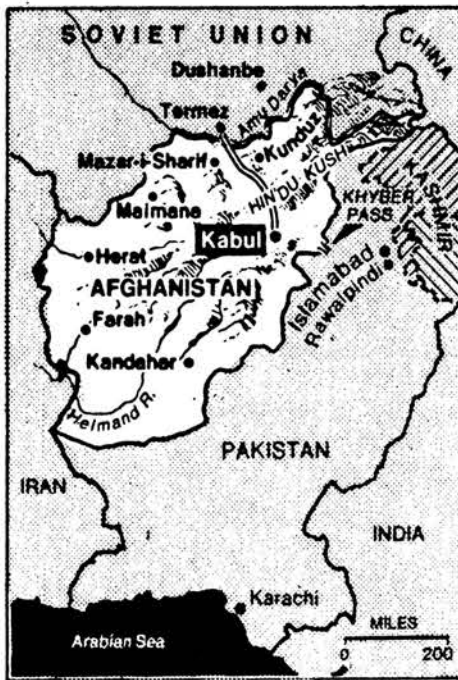 SOVIET UNION
CHINA
Dushanbe
Termez
Amu Darya
Kunduz
Mazar-i-Sharif
HINDU KUSH
Maimana
KHYBER
PASS
KASHMIR
Kabul
Herat
AFGHANISTAN
Islamabad
Rawalpindi
Farah
Kandahar
Helmand R.
PAKISTAN
IRAN
INDIA
Karachi
MILES
Arabian Sea
0 200